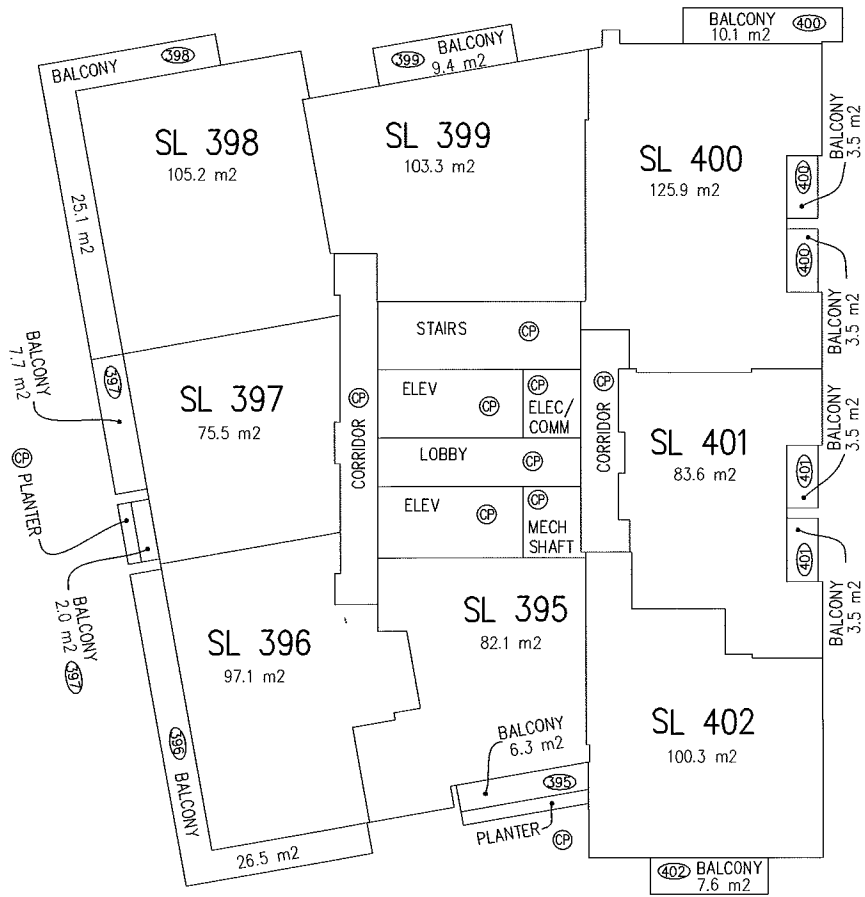 BALCONY 400
10.1 m2
BALCONY
399
9.4 m2
BALCONY 398
SL 398
105.2 m2
25.1 m2
SL 399
103.3 m2
SL 400
125.9 m2
BALCONY
3.5 m2
400
400
BALCONY
3.5 m2
STAIRS CP
ELEV CP
CP
ELEC/
COMM
LOBBY CP
ELEV CP
CP
MECH
SHAFT
CORRIDOR CP
CORRIDOR CP
BALCONY
7.7 m2
397
SL 397
75.5 m2
CP PLANTER
BALCONY
2.0 m2 397
SL 401
83.6 m2
BALCONY
3.5 m2
401
401
BALCONY
3.5 m2
SL 396
97.1 m2
396 BALCONY
26.5 m2
SL 395
82.1 m2
BALCONY
6.3 m2
395
PLANTER CP
SL 402
100.3 m2
402 BALCONY
7.6 m2